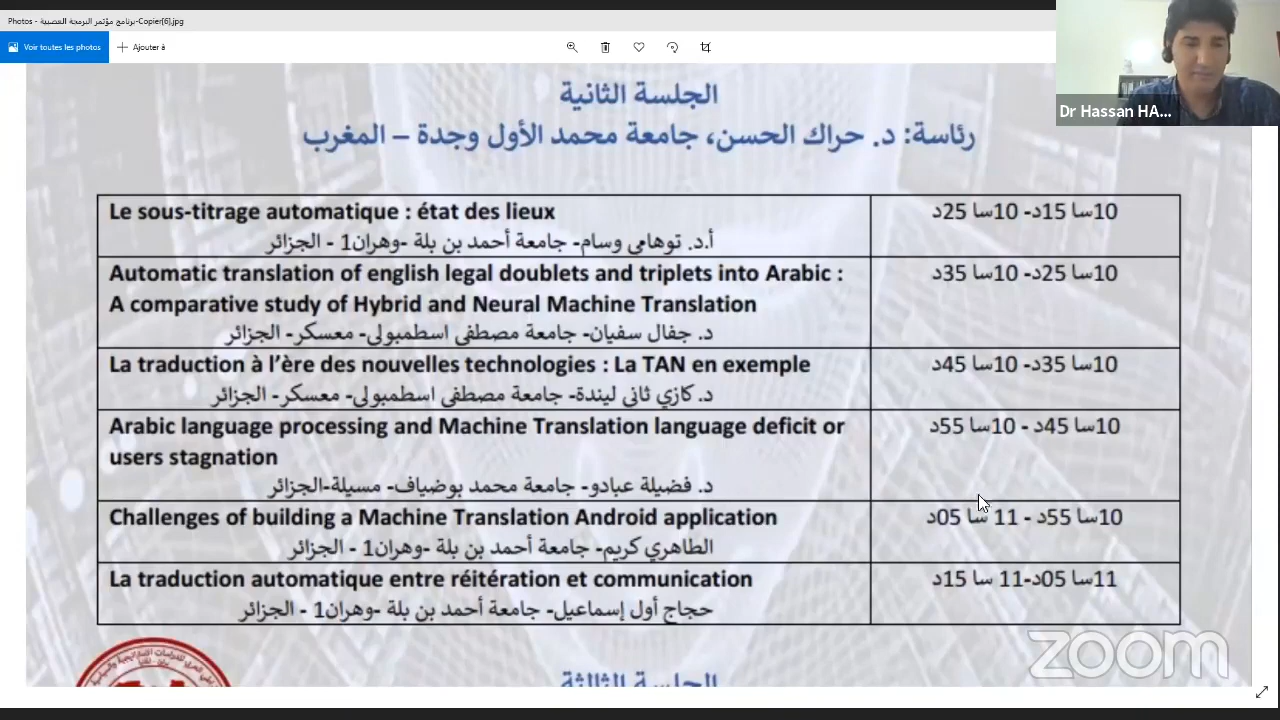 Photos - برنامج مؤتمر البرمجة العصبية-Copier[6].jpg
Voir toutes les photos
Ajouter à
Dr Hassan HA...
الجلسة الثانية
رئاسة: د. حراك الحسن، جامعة محمد الأول وجدة – المغرب
Le sous-titrage automatique : état des lieux
أ.د. توهامي وسام- جامعة أحمد بن بلة -وهران1 - الجزائر
10سا 15د- 10سا 25د
Automatic translation of english legal doublets and triplets into Arabic :
A comparative study of Hybrid and Neural Machine Translation
د. جفال سفيان- جامعة مصطفى اسطمبولي- معسكر- الجزائر
10سا 25د- 10سا 35د
La traduction à l’ère des nouvelles technologies : La TAN en exemple
د. كازي ثاني ليندة- جامعة مصطفى اسطمبولي- معسكر- الجزائر
10سا 35د- 10سا 45د
Arabic language processing and Machine Translation language deficit or
users stagnation
د. فضيلة عبادو- جامعة محمد بوضياف- مسيلة-الجزائر
10سا 45د - 10سا 55د
Challenges of building a Machine Translation Android application
الطاهري كريم- جامعة أحمد بن بلة -وهران1 - الجزائر
10سا 55د - 11 سا 05د
La traduction automatique entre réitération et communication
حجاج أول إسماعيل- جامعة أحمد بن بلة -وهران1 - الجزائر
11سا 05د-11 سا 15د
الجلسة الثالثة
zoom